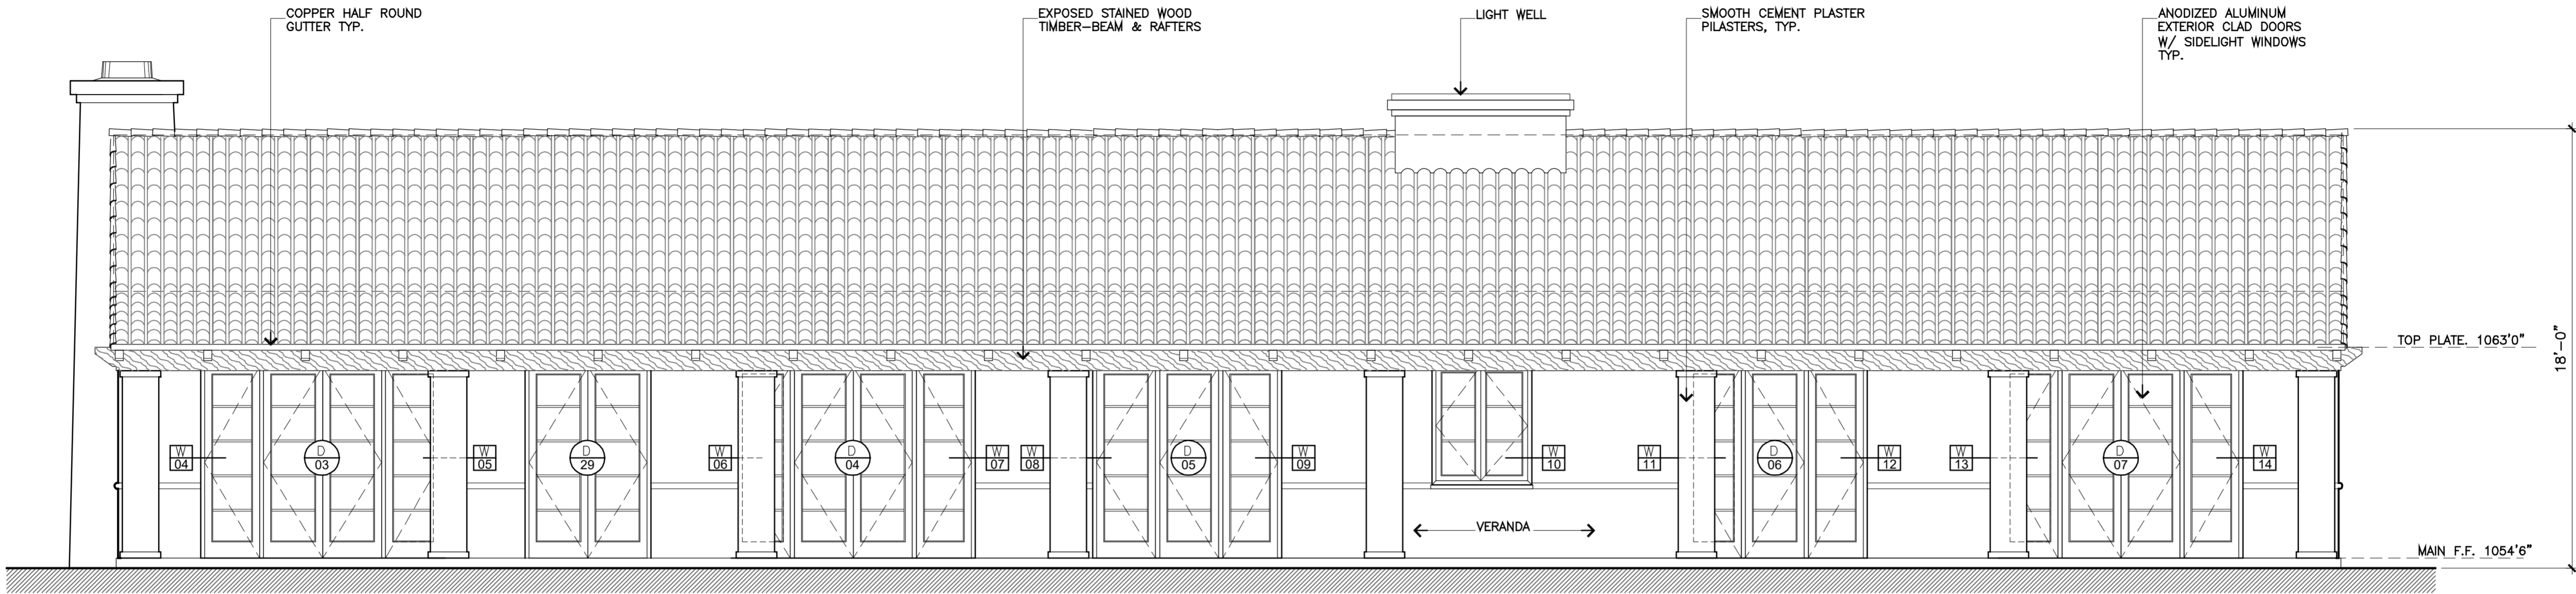 COPPER HALF ROUND
GUTTER TYP.
EXPOSED STAINED WOOD
TIMBER-BEAM & RAFTERS
LIGHT WELL
SMOOTH CEMENT PLASTER
PILASTERS, TYP.
ANODIZED ALUMINUM
EXTERIOR CLAD DOORS
W/ SIDELIGHT WINDOWS
TYP.
TOP PLATE. 1063'0"
18'-0"
W
04
D
03
W
05
D
29
W
06
D
04
W
07
W
08
D
05
W
09
W
10
W
11
D
06
W
12
W
13
D
07
W
14
VERANDA
MAIN F.F. 1054'6"